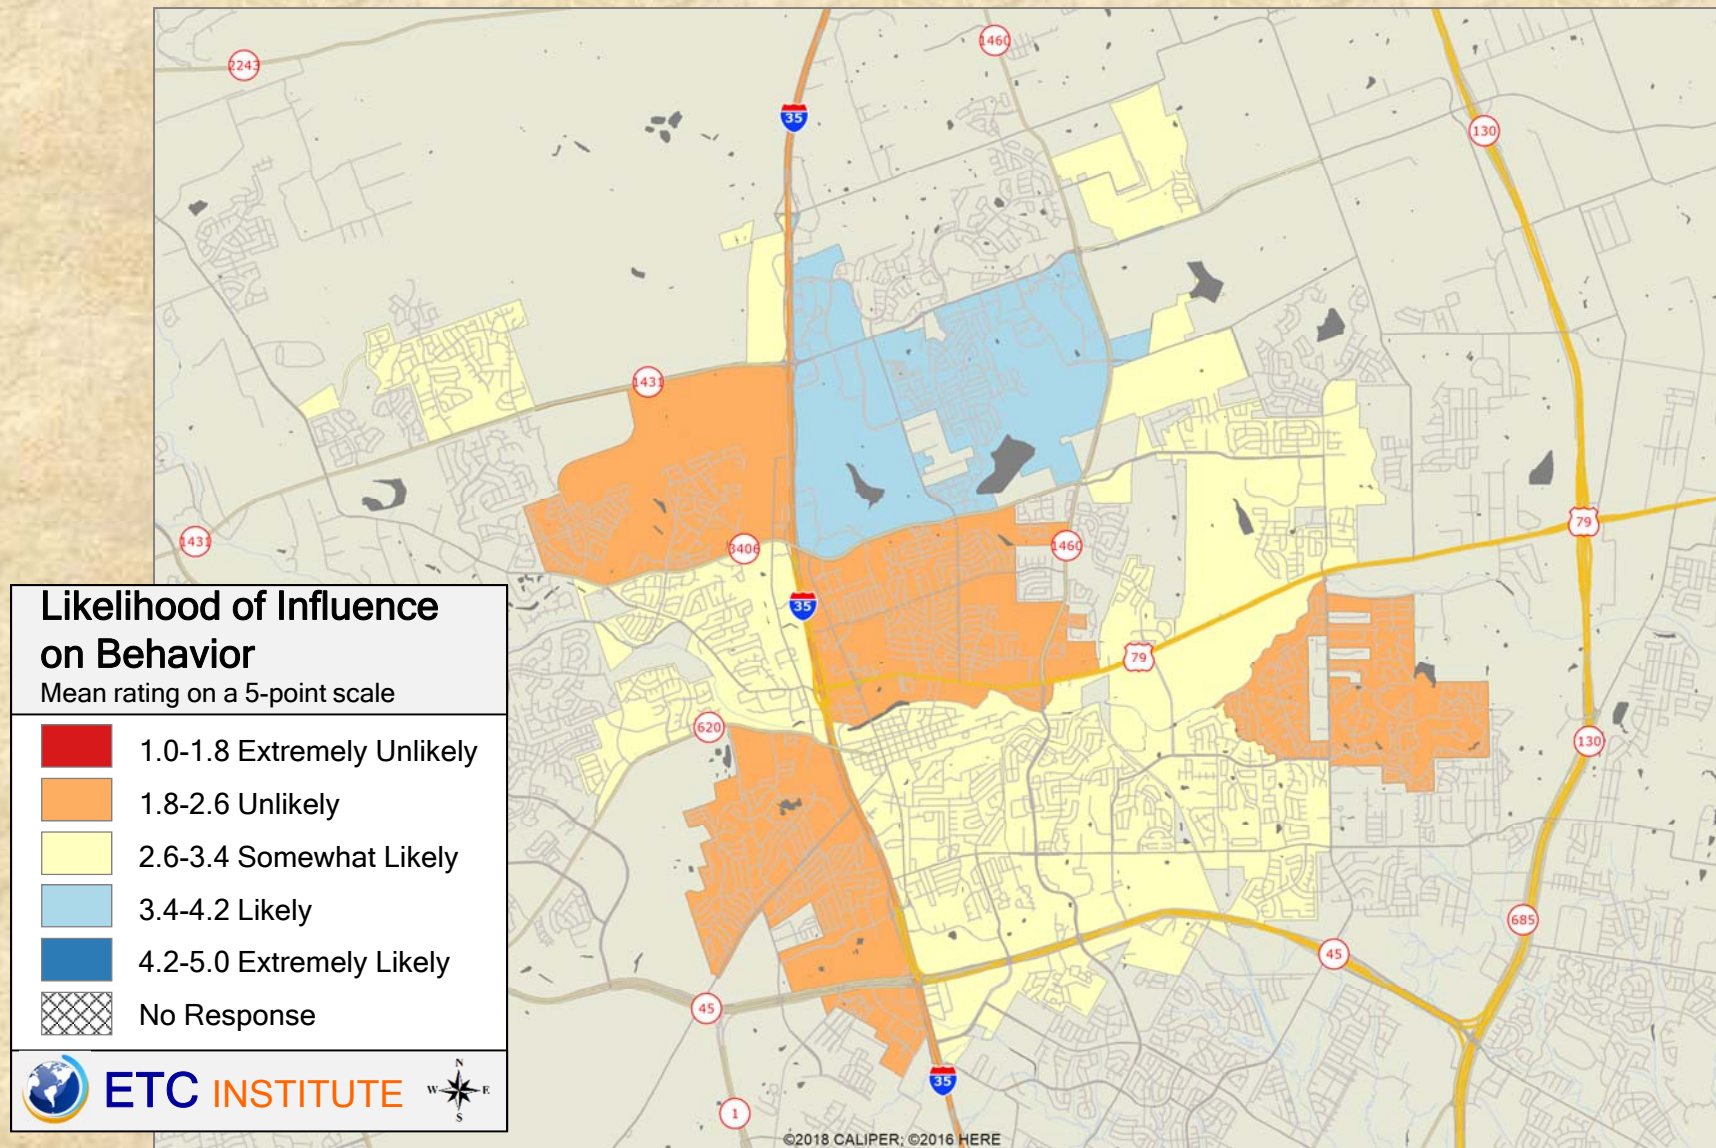 2243
1460
35
130
1431
1431
3406
1460
79
35
79
620
130
685
45
45
35
1
Likelihood of Influence
on Behavior
Mean rating on a 5-point scale
1.0-1.8 Extremely Unlikely
1.8-2.6 Unlikely
2.6-3.4 Somewhat Likely
3.4-4.2 Likely
4.2-5.0 Extremely Likely
No Response
ETC INSTITUTE
N
W E
S
©2018 CALIPER; ©2016 HERE